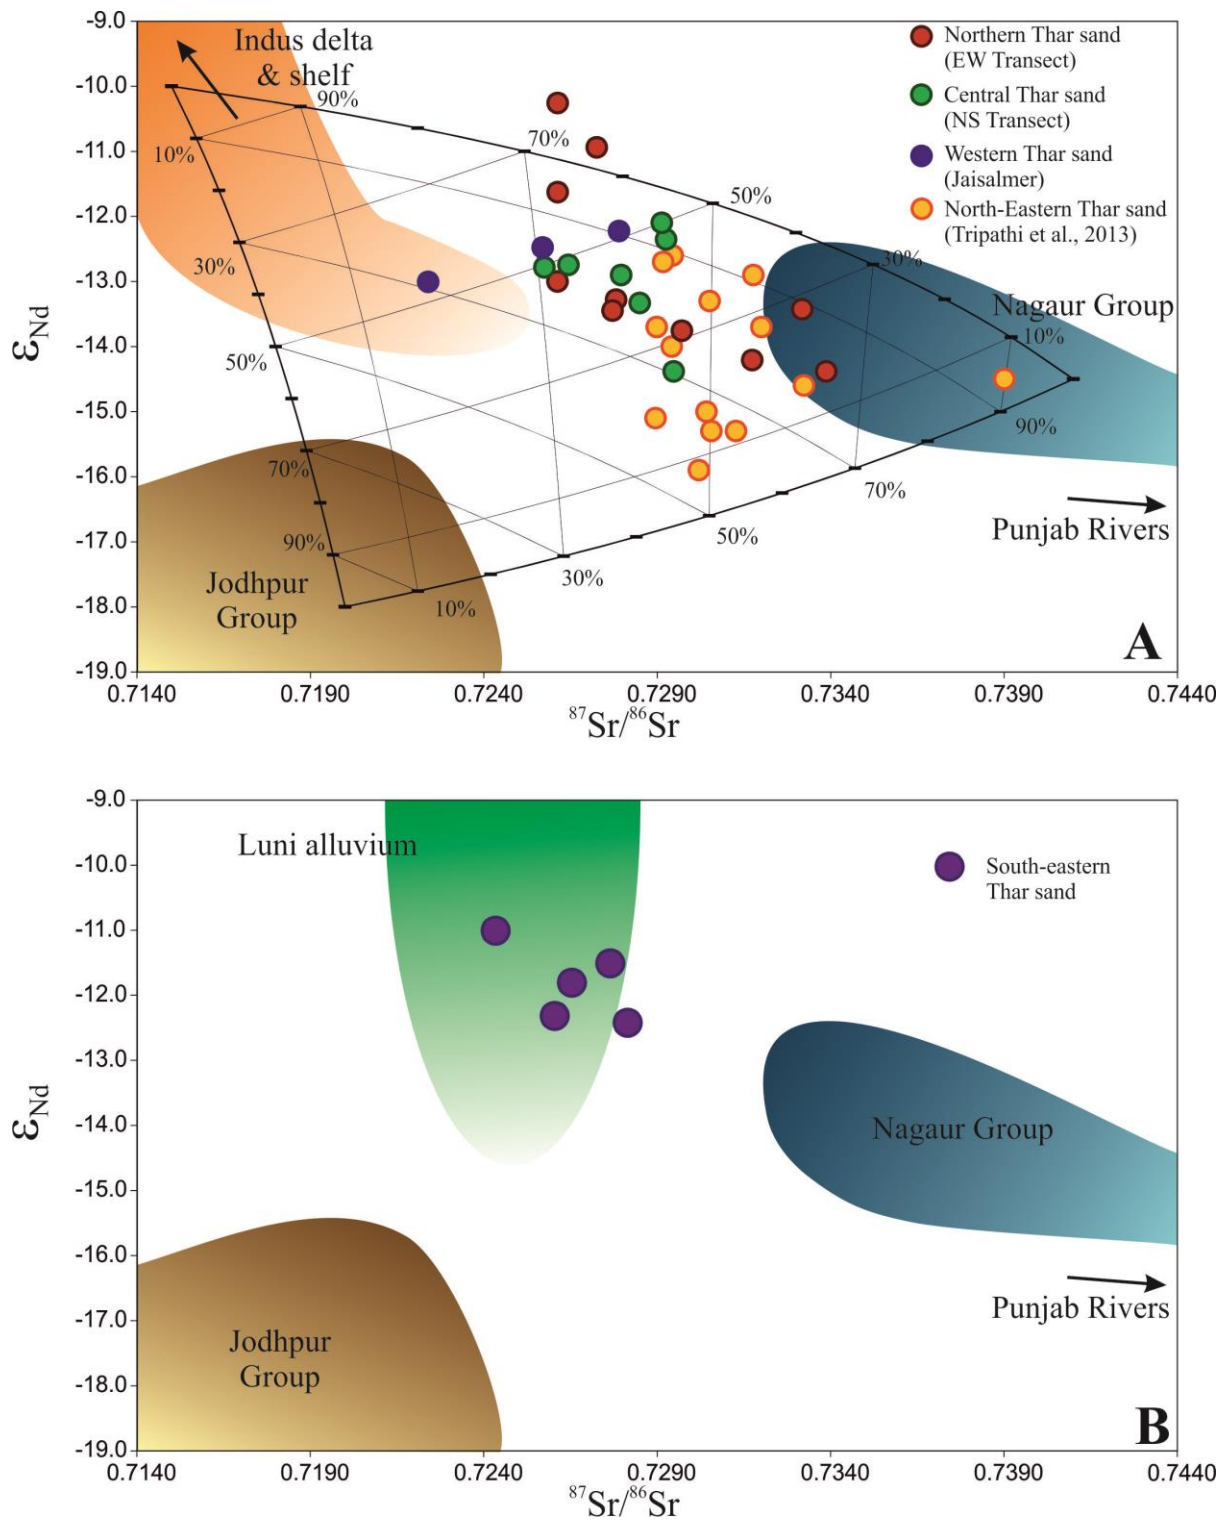 -9.0
-10.0
-11.0
-12.0
-13.0
-14.0
-15.0
-16.0
-17.0
-18.0
-19.0
εNd
Indus delta
& shelf
90%
70%
50%
30%
10%
10%
30%
50%
70%
90%
10%
30%
50%
70%
90%
Northern Thar sand
(EW Transect)
Central Thar sand
(NS Transect)
Western Thar sand
(Jaisalmer)
North-Eastern Thar sand
(Tripathi et al., 2013)
Nagaur Group
Punjab Rivers
Jodhpur
Group
A
0.7140 0.7190 0.7240 0.7290 0.7340 0.7390 0.7440
87Sr/86Sr
-9.0
-10.0
-11.0
-12.0
-13.0
-14.0
-15.0
-16.0
-17.0
-18.0
-19.0
εNd
Luni alluvium
South-eastern
Thar sand
Nagaur Group
Punjab Rivers
Jodhpur
Group
B
0.7140 0.7190 0.7240 0.7290 0.7340 0.7390 0.7440
87Sr/86Sr